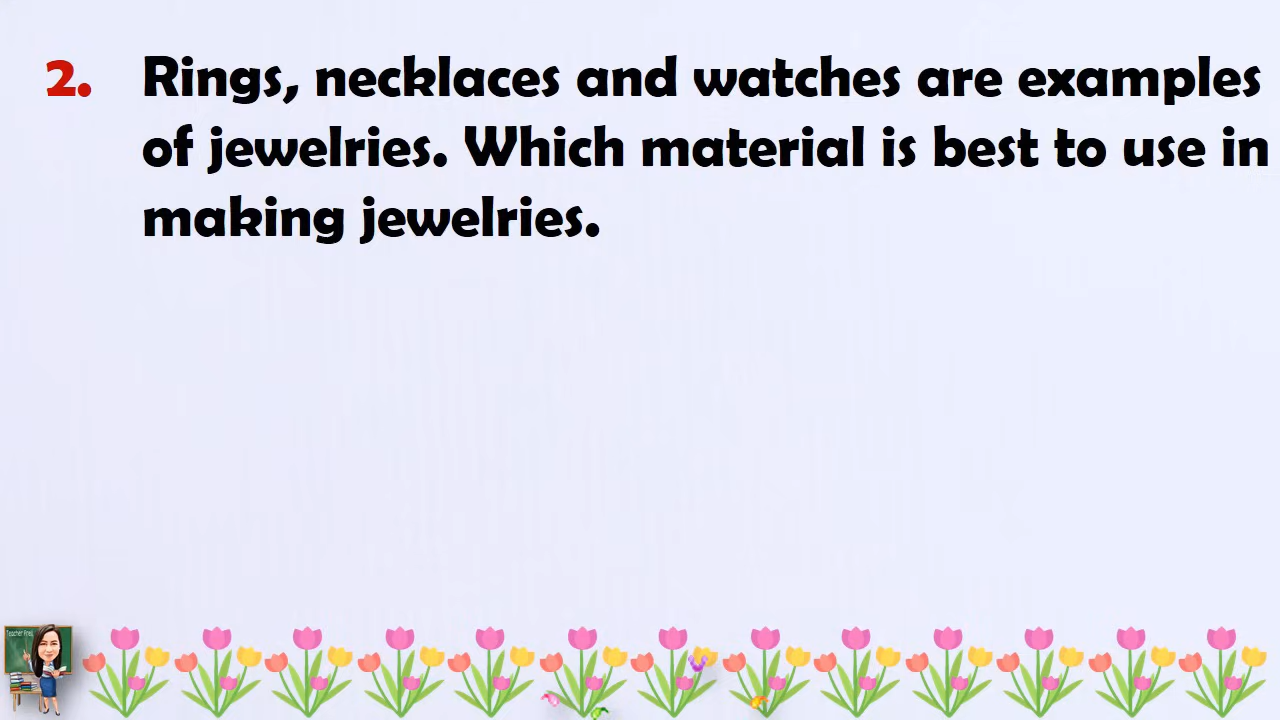 2. Rings, necklaces and watches are examples
of jewelries. Which material is best to use in
making jewelries.